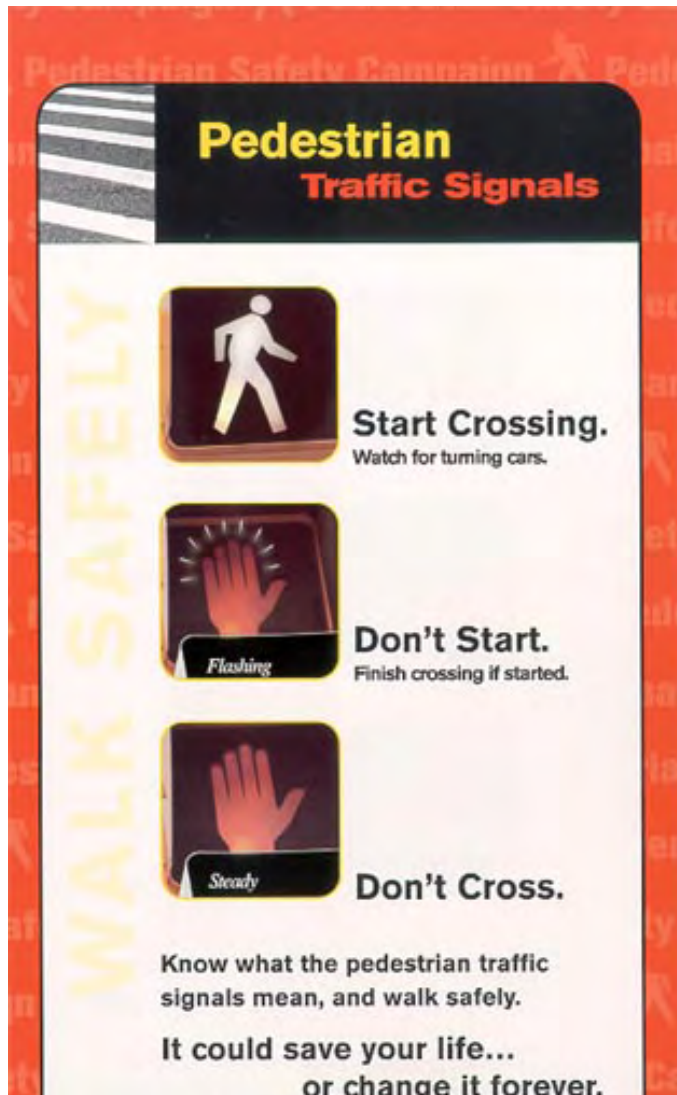 Pedestrian Safety Campaign
Pedestrian
Traffic Signals
WALK SAFELY
Start Crossing.
Watch for turning cars.
Flashing
Don't Start.
Finish crossing if started.
Steady
Don't Cross.
Know what the pedestrian traffic
signals mean, and walk safely.
It could save your life...
or change it forever.